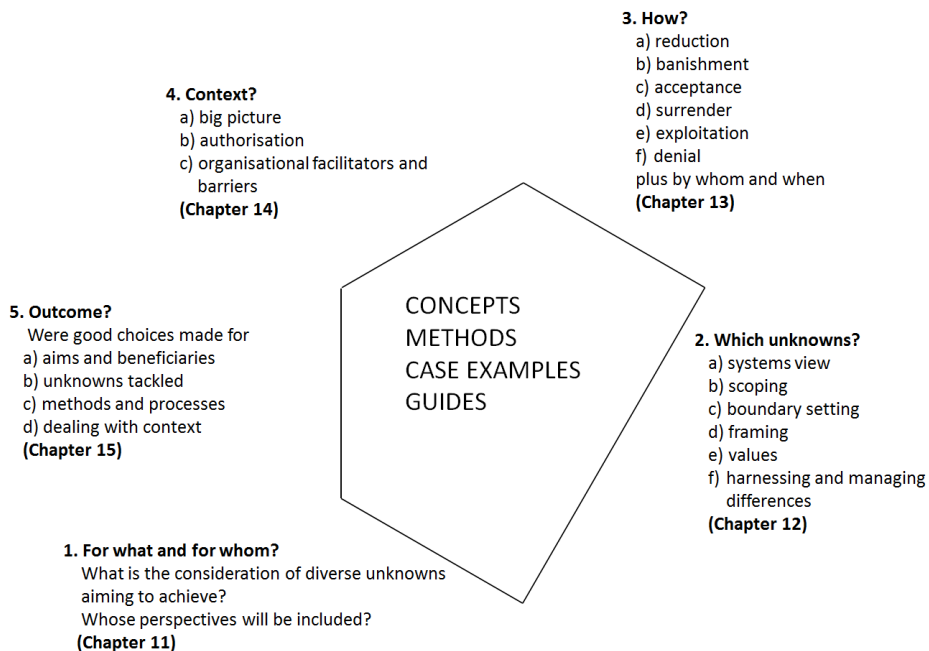 3. How?
a) reduction
b) banishment
c) acceptance
d) surrender
e) exploitation
f) denial
plus by whom and when
(Chapter 13)
4. Context?
a) big picture
b) authorisation
c) organisational facilitators and
barriers
(Chapter 14)
CONCEPTS
METHODS
CASE EXAMPLES
GUIDES
5. Outcome?
Were good choices made for
a) aims and beneficiaries
b) unknowns tackled
c) methods and processes
d) dealing with context
(Chapter 15)
2. Which unknowns?
a) systems view
b) scoping
c) boundary setting
d) framing
e) values
f) harnessing and managing
differences
(Chapter 12)
1. For what and for whom?
What is the consideration of diverse unknowns
aiming to achieve?
Whose perspectives will be included?
(Chapter 11)